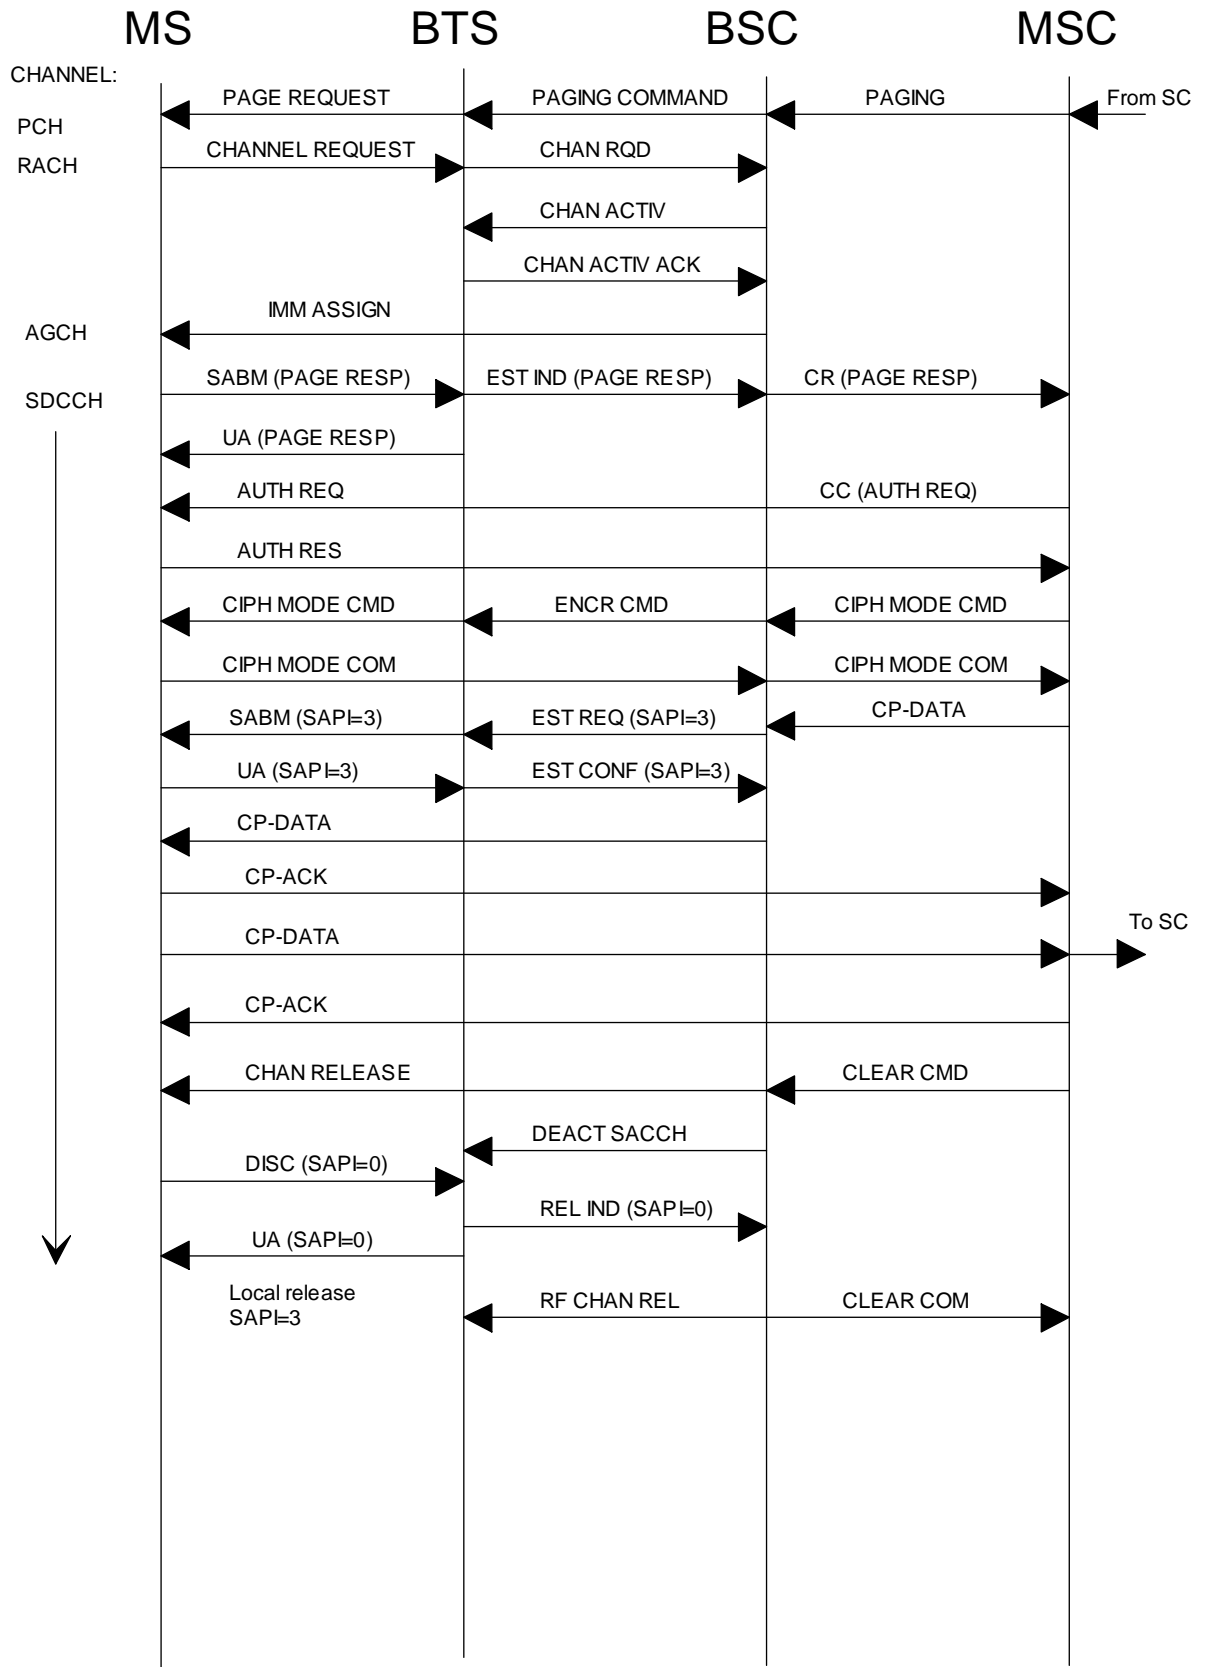 MS BTS BSC MSC
CHANNEL:
PAGE REQUEST PAGING COMMAND PAGING From SC
PCH
CHANNEL REQUEST CHAN RQD
RACH
CHAN ACTIV
CHAN ACTIV ACK
IMM ASSIGN
AGCH
SABM (PAGE RESP) EST IND (PAGE RESP) CR (PAGE RESP)
SDCCH
UA (PAGE RESP)
AUTH REQ CC (AUTH REQ)
AUTH RES
CIPH MODE CMD ENCR CMD CIPH MODE CMD
CIPH MODE COM CIPH MODE COM
SABM (SAPI=3) EST REQ (SAPI=3) CP-DATA
UA (SAPI=3) EST CONF (SAPI=3)
CP-DATA
CP-ACK
To SC
CP-DATA
CP-ACK
CHAN RELEASE CLEAR CMD
DEACT SACCH
DISC (SAPI=0)
REL IND (SAPI=0)
UA (SAPI=0)
Local release
SAPI=3
RF CHAN REL CLEAR COM